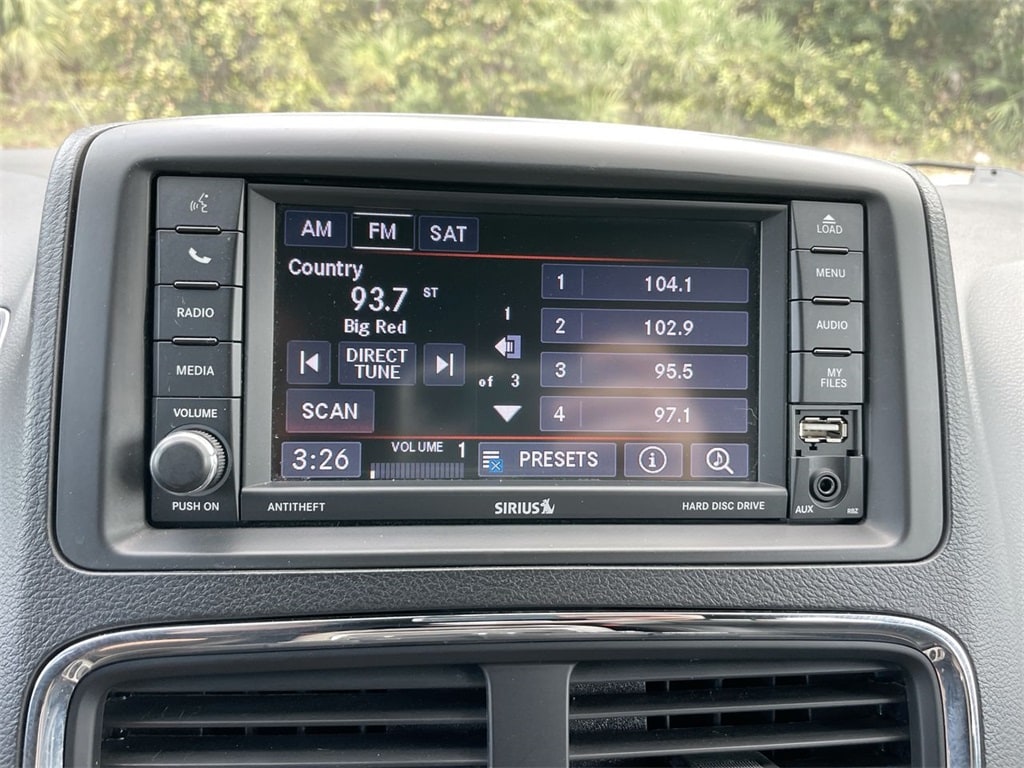 AM FM SAT
Country
93.7 ST
Big Red
DIRECT
TUNE
SCAN
1
of 3
1 104.1
2 102.9
3 95.5
4 97.1
3:26
VOLUME 1
PRESETS
i
RADIO
MEDIA
VOLUME
PUSH ON
LOAD
MENU
AUDIO
MY
FILES
AUX
RBZ
ANTITHEFT
SIRIUS
HARD DISC DRIVE